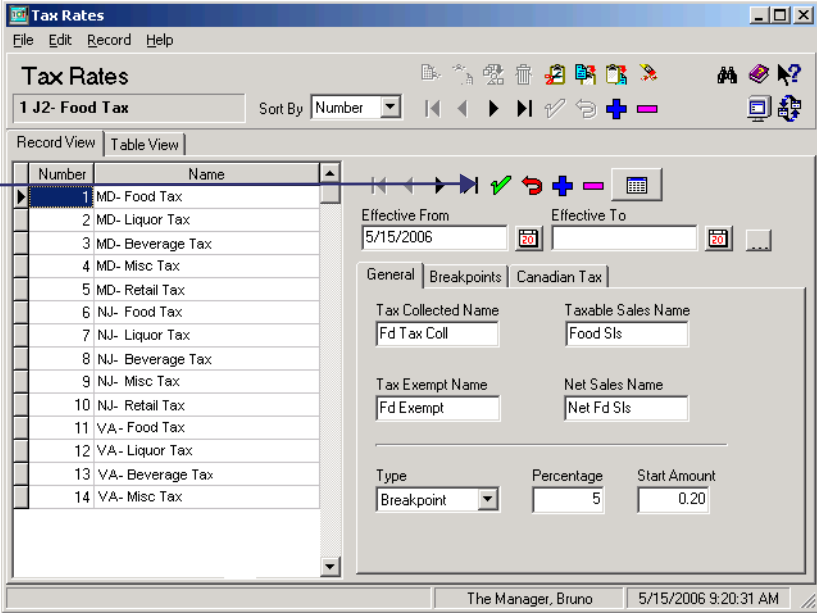 Tax Rates
File Edit Record Help
Tax Rates
1 J2- Food Tax
Sort By Number
Record View Table View
Number Name
1 MD- Food Tax
2 MD- Liquor Tax
3 MD- Beverage Tax
4 MD- Misc Tax
5 MD- Retail Tax
6 NJ- Food Tax
7 NJ- Liquor Tax
8 NJ- Beverage Tax
9 NJ- Misc Tax
10 NJ- Retail Tax
11 VA- Food Tax
12 VA- Liquor Tax
13 VA- Beverage Tax
14 VA- Misc Tax
Effective From Effective To
5/15/2006 20 20 ...
General Breakpoints Canadian Tax
Tax Collected Name Taxable Sales Name
Fd Tax Coll Food Sls
Tax Exempt Name Net Sales Name
Fd Exempt Net Fd Sls
Type Percentage Start Amount
Breakpoint 5 0.20
The Manager, Bruno 5/15/2006 9:20:31 AM